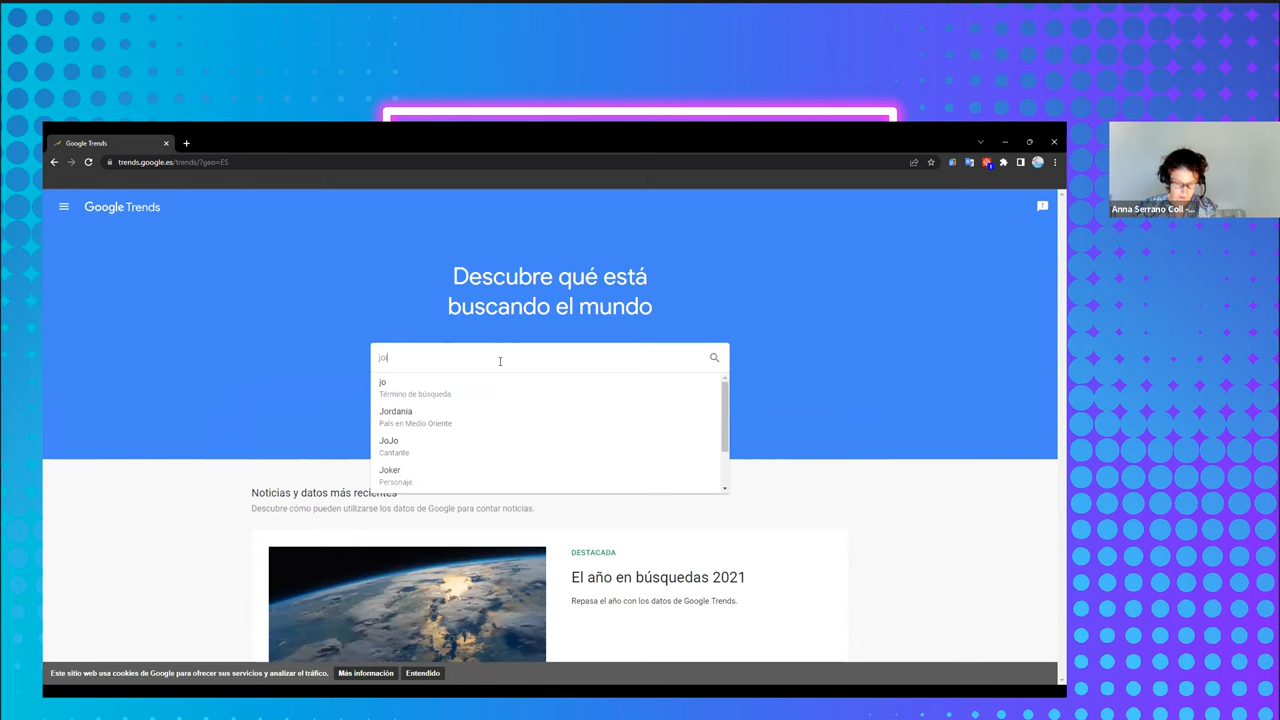 Google Trends
trends.google.es/trends/?geo=ES
Google Trends
Descubre qué está
buscando el mundo
joi
jo
Término de búsqueda
Jordania
País en Medio Oriente
JoJo
Cantante
Joker
Personaje
Noticias y datos más recientes
Descubre cómo pueden utilizarse los datos de Google para contar noticias.
DESTACADA
El año en búsquedas 2021
Repasa el año con los datos de Google Trends.
Este sitio web usa cookies de Google para ofrecer sus servicios y analizar el tráfico. Más información Entendido
Anna Serrano Coll -...